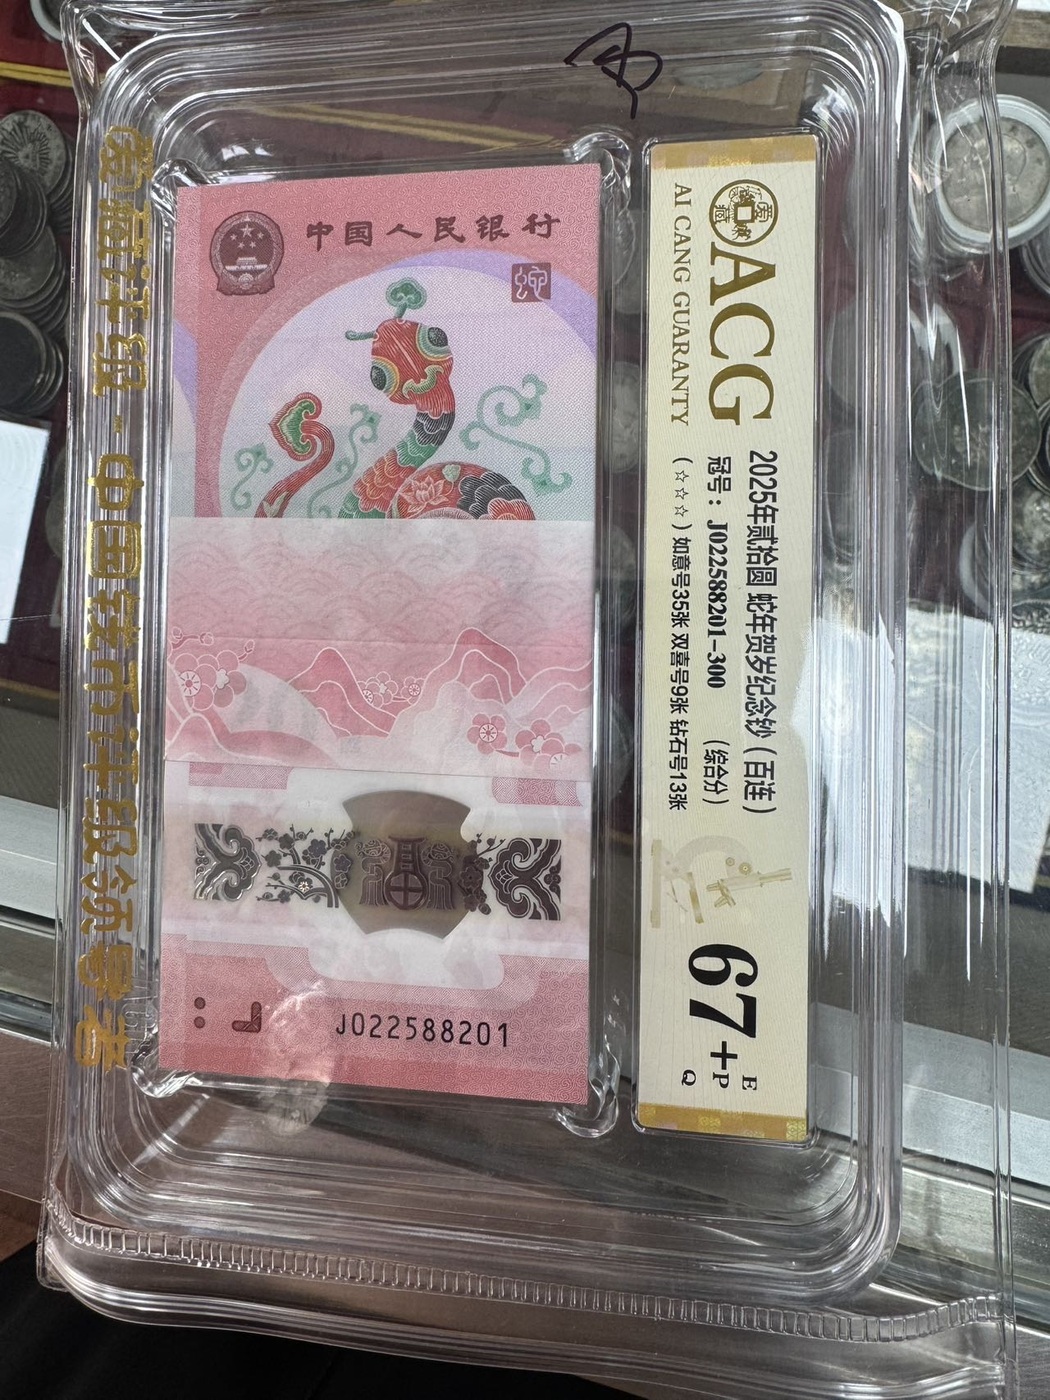 中国人民银行
J022588201
ACG
AI CANG GUARANTY
2025年贰拾圆 蛇年贺岁纪念钞（百连）
冠号：J022588201-300 （综合分）
（☆☆☆）如意号35张 双喜号9张 钻石号13张
67+
E
P
Q
爱藏评级·中国钱币评级领导者